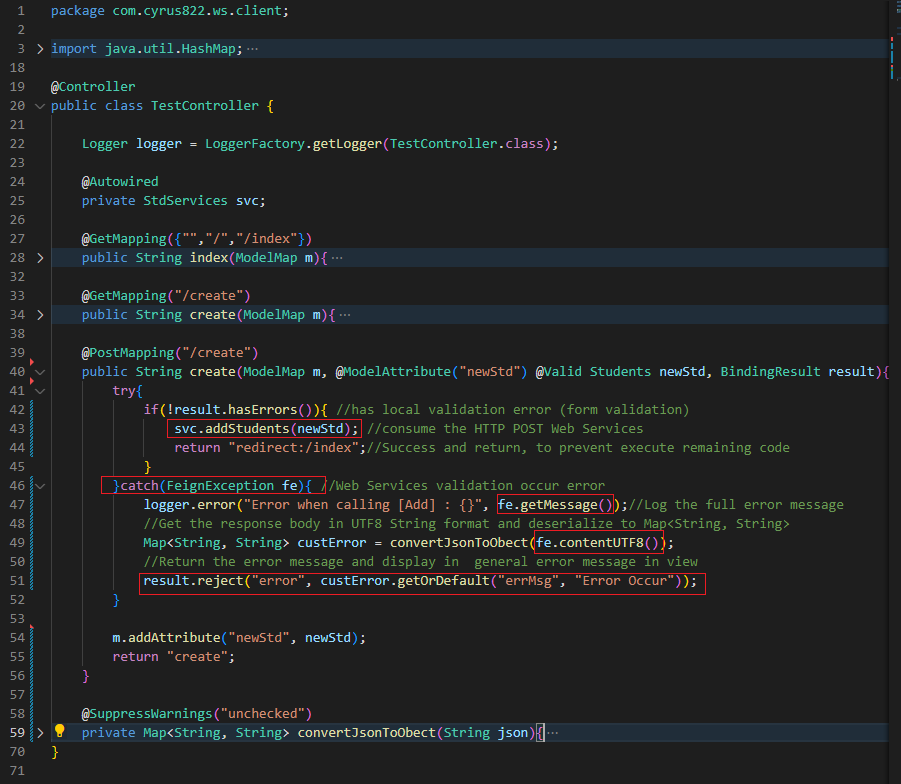 1 package com.cyrus822.ws.client;
2
3 import java.util.HashMap; ...
18
19 @Controller
20 public class TestController {
21
22 Logger logger = LoggerFactory.getLogger(TestController.class);
23
24 @Autowired
25 private StdServices svc;
26
27 @GetMapping({"","/","/index"})
28 public String index(ModelMap m){ ...
32
33 @GetMapping("/create")
34 public String create(ModelMap m){ ...
38
39 @PostMapping("/create")
40 public String create(ModelMap m, @ModelAttribute("newStd") @Valid Students newStd, BindingResult result){
41 try{
42 if(!result.hasErrors()){ //has local validation error (form validation)
43 svc.addStudents(newStd); //consume the HTTP POST Web Services
44 return "redirect:/index";//Success and return, to prevent execute remaining code
45 }
46 }catch(FeignException fe){ //Web Services validation occur error
47 logger.error("Error when calling [Add] : {}", fe.getMessage());//Log the full error message
48 //Get the response body in UTF8 String format and deserialize to Map<String, String>
49 Map<String, String> custError = convertJsonToObect(fe.contentUTF8());
50 //Return the error message and display in  general error message in view
51 result.reject("error", custError.getOrDefault("errMsg", "Error Occur"));
52 }
53
54 m.addAttribute("newStd", newStd);
55 return "create";
56 }
57
58 @SuppressWarnings("unchecked")
59 private Map<String, String> convertJsonToObect(String json){ ...
70 }
71